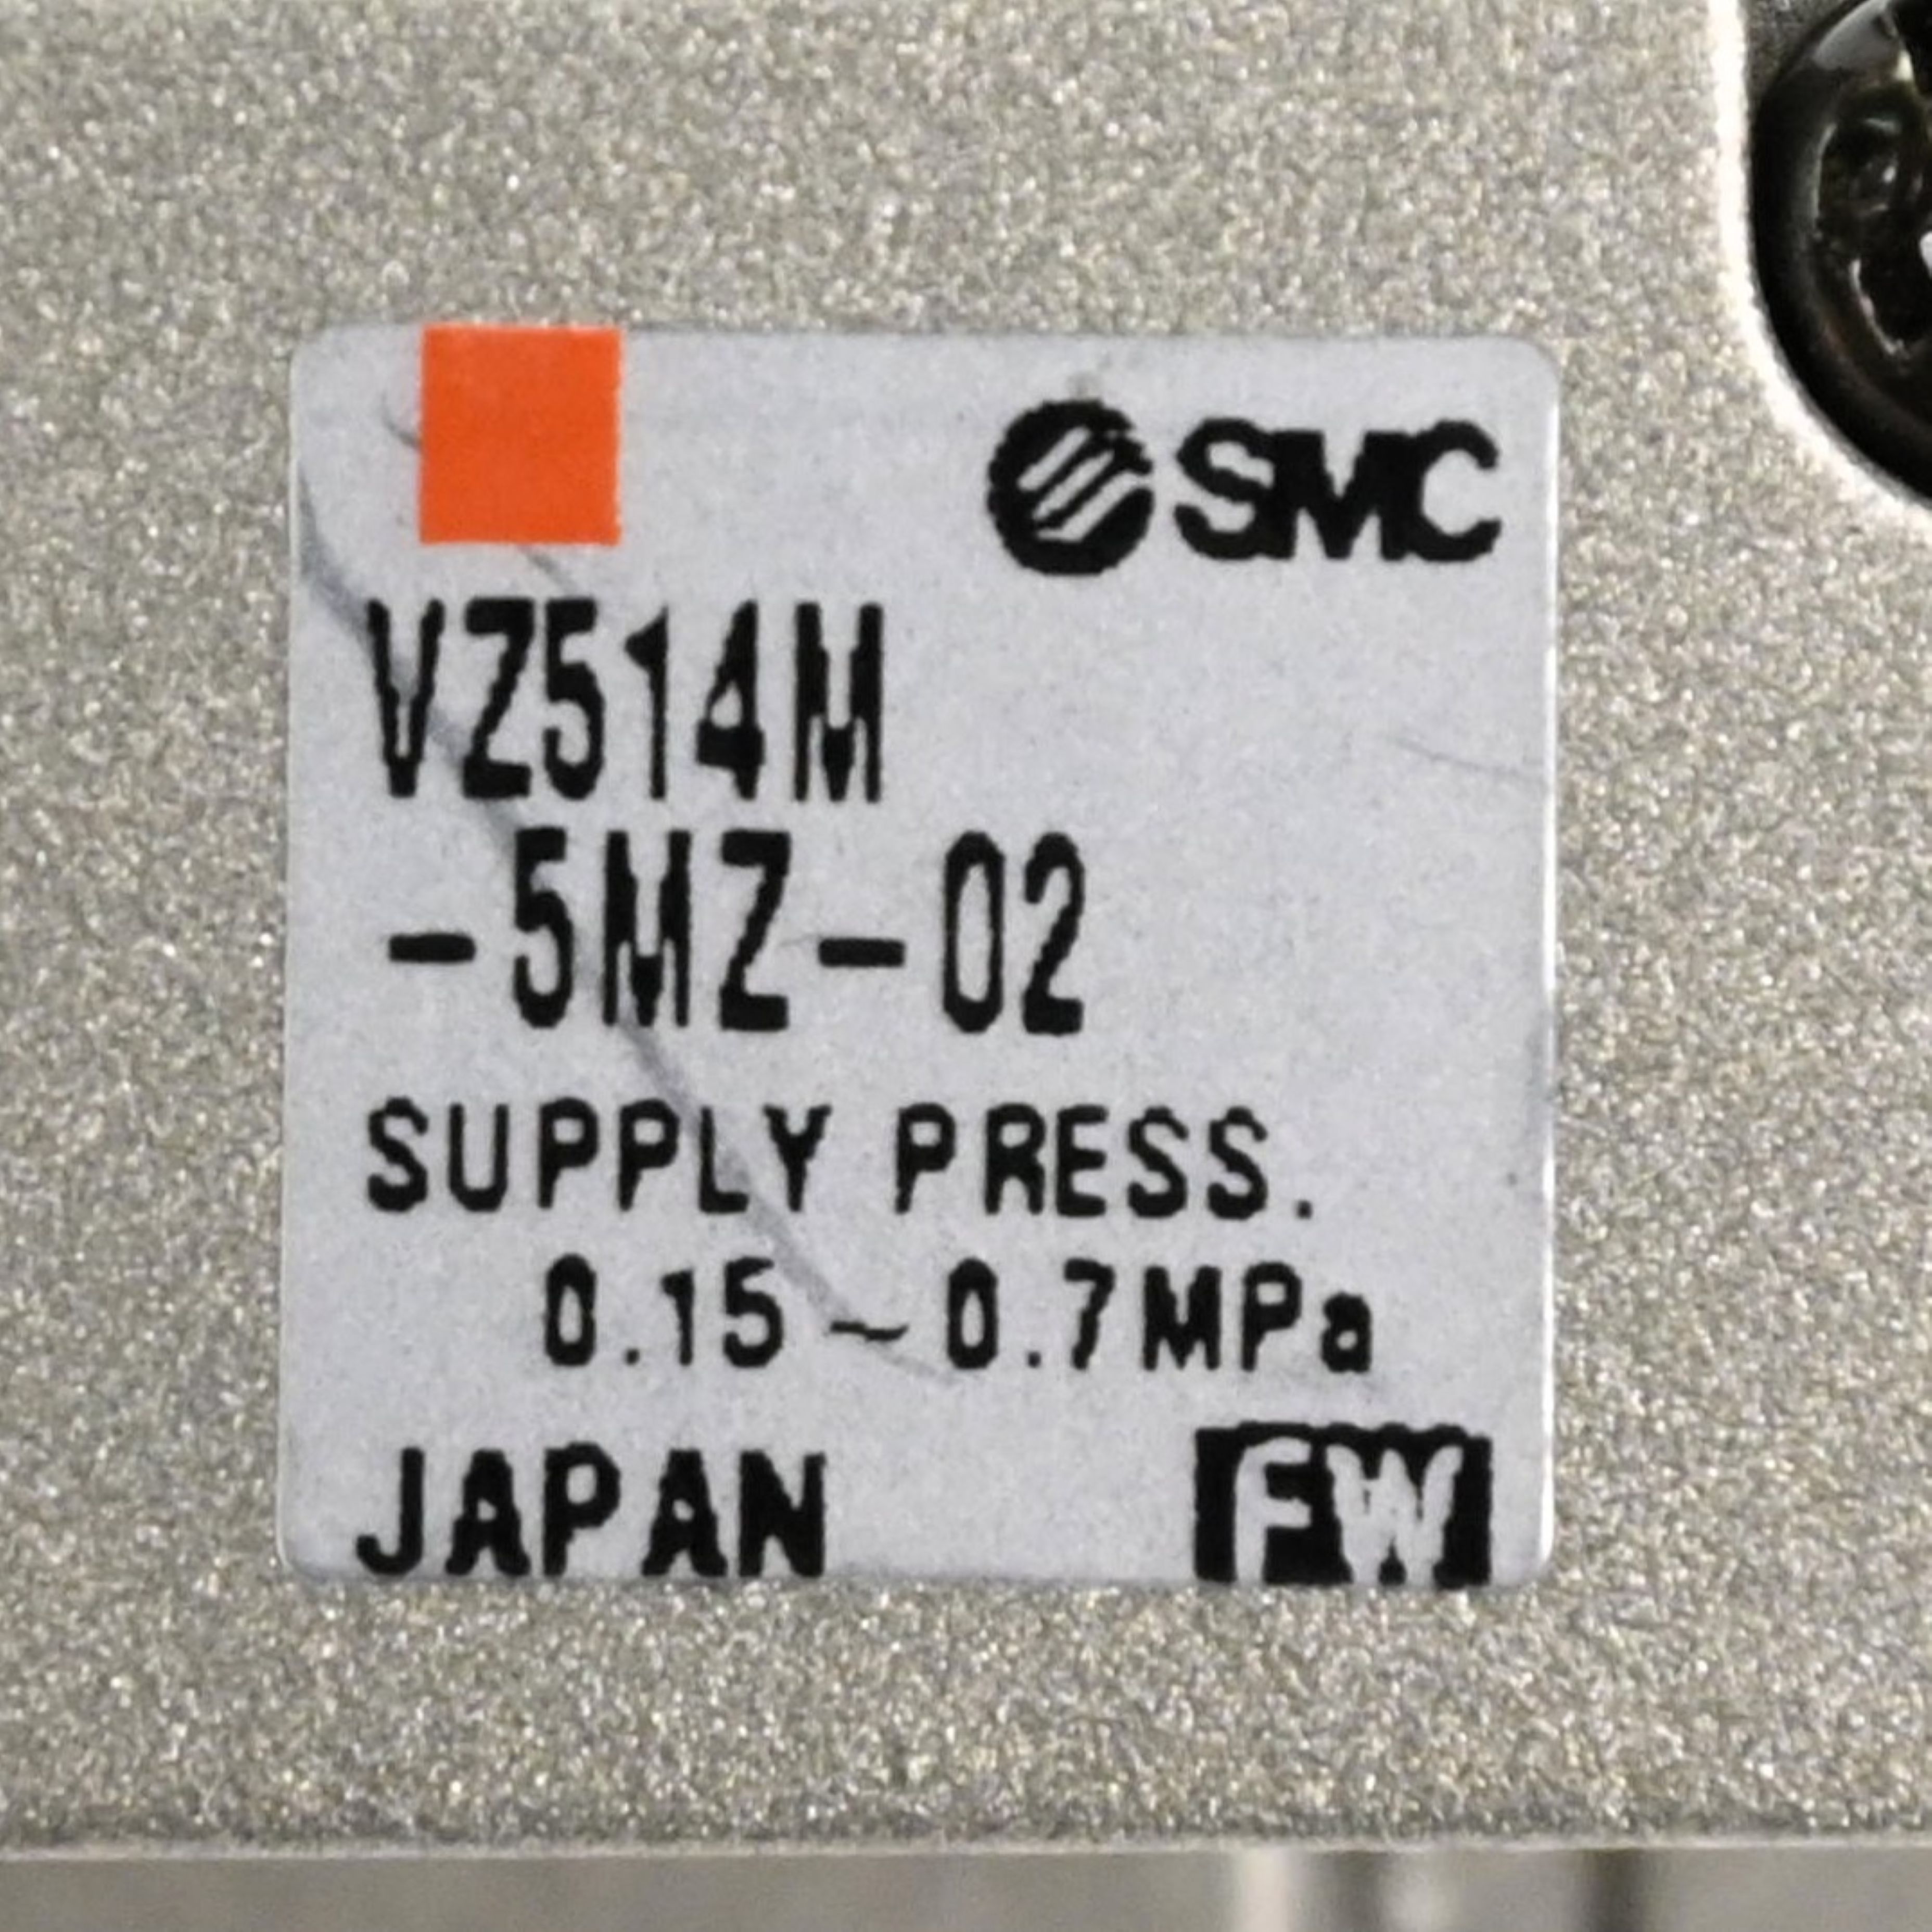 SMC
VZ514M
-5MZ-02
SUPPLY PRESS.
0.15~0.7MPa
JAPAN FW